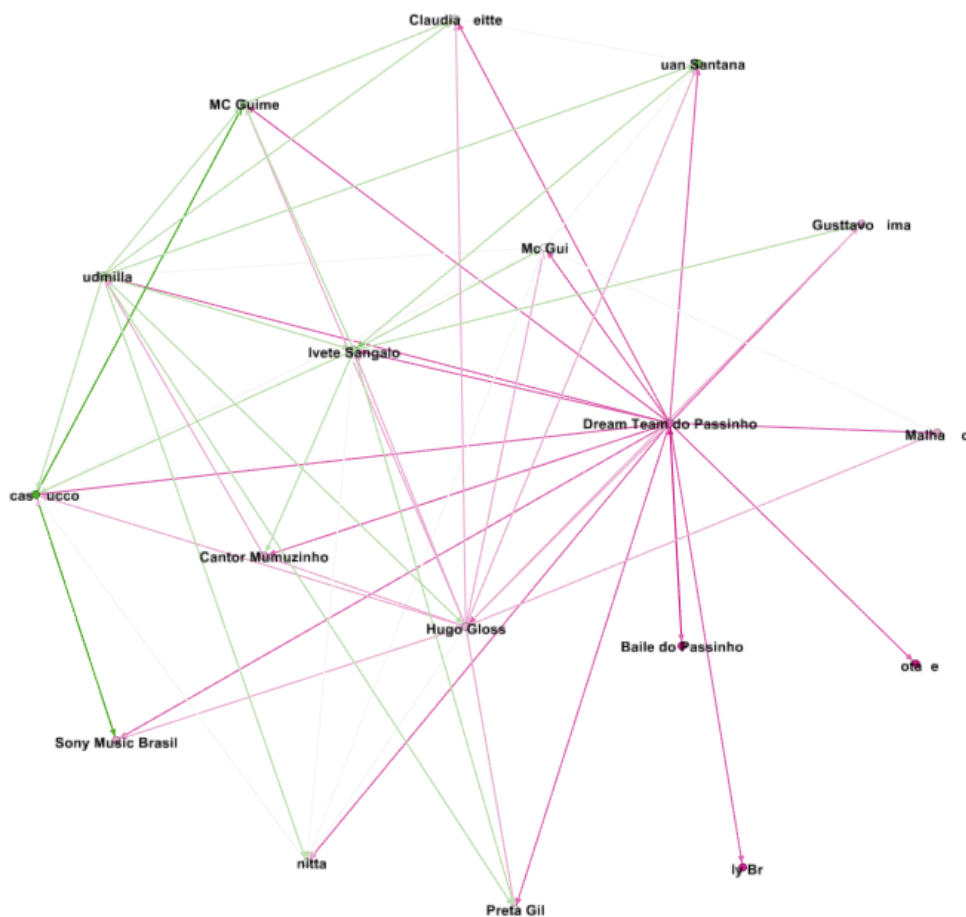 Claudia eitte
uan Santana
MC Guime
Gusttavo ima
Mc Gui
udmilla
Ivete Sangalo
Dream Team do Passinho
Malha o
cas ucco
Cantor Mumuzinho
Hugo Gloss
Baile do Passinho
ota e
Sony Music Brasil
nitta
ly Br
Preta Gil